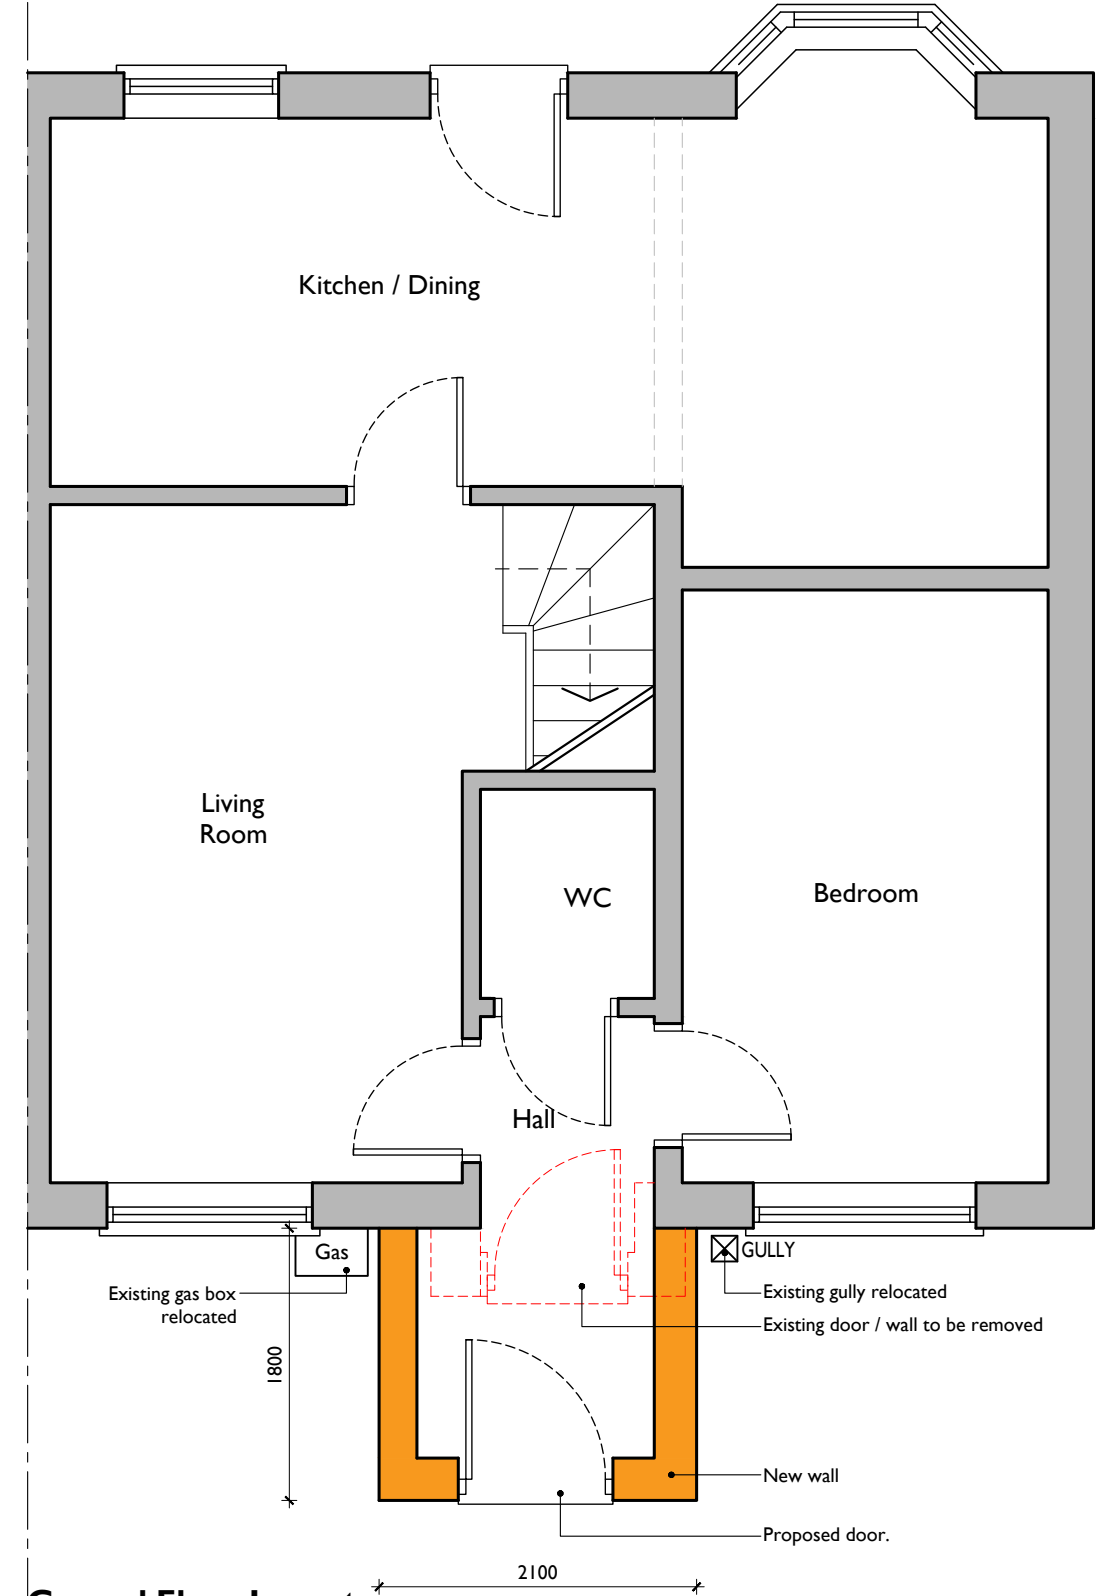 Kitchen / Dining
Living
Room
WC
Bedroom
Hall
Gas
GULLY
Existing gas box
relocated
Existing gully relocated
Existing door / wall to be removed
1800
New wall
Proposed door.
2100